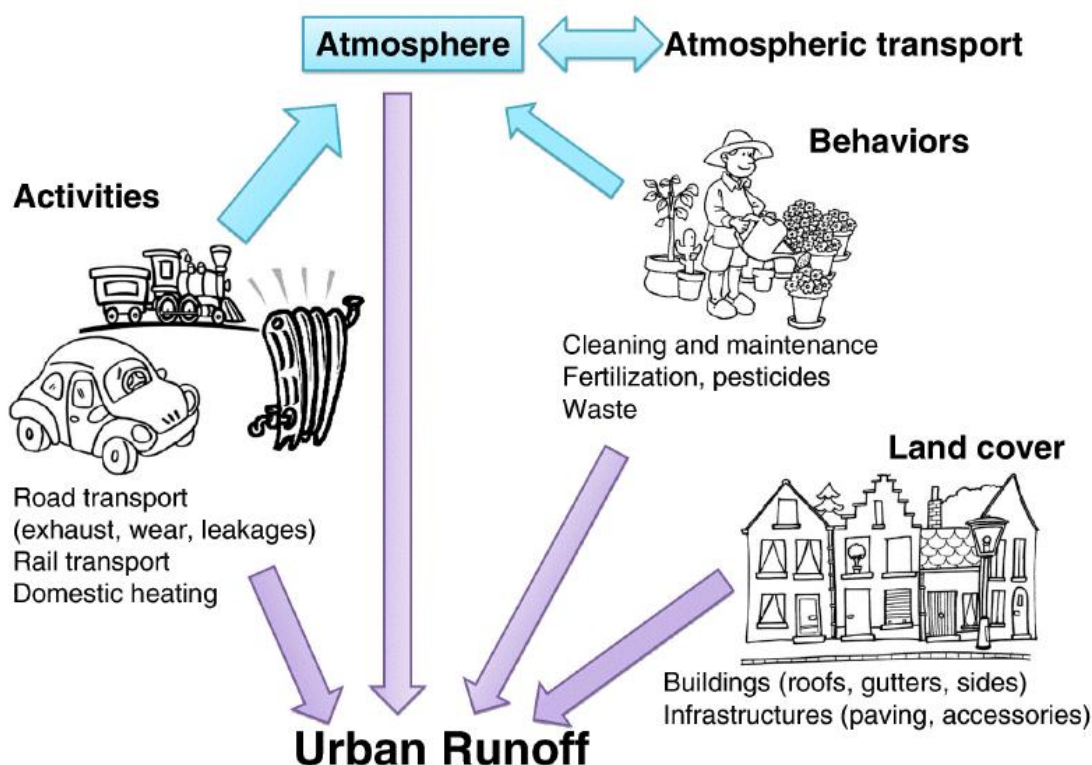 Atmosphere
Atmospheric transport
Behaviors
Activities
Cleaning and maintenance
Fertilization, pesticides
Waste
Land cover
Road transport
(exhaust, wear, leakages)
Rail transport
Domestic heating
Buildings (roofs, gutters, sides)
Infrastructures (paving, accessories)
Urban Runoff